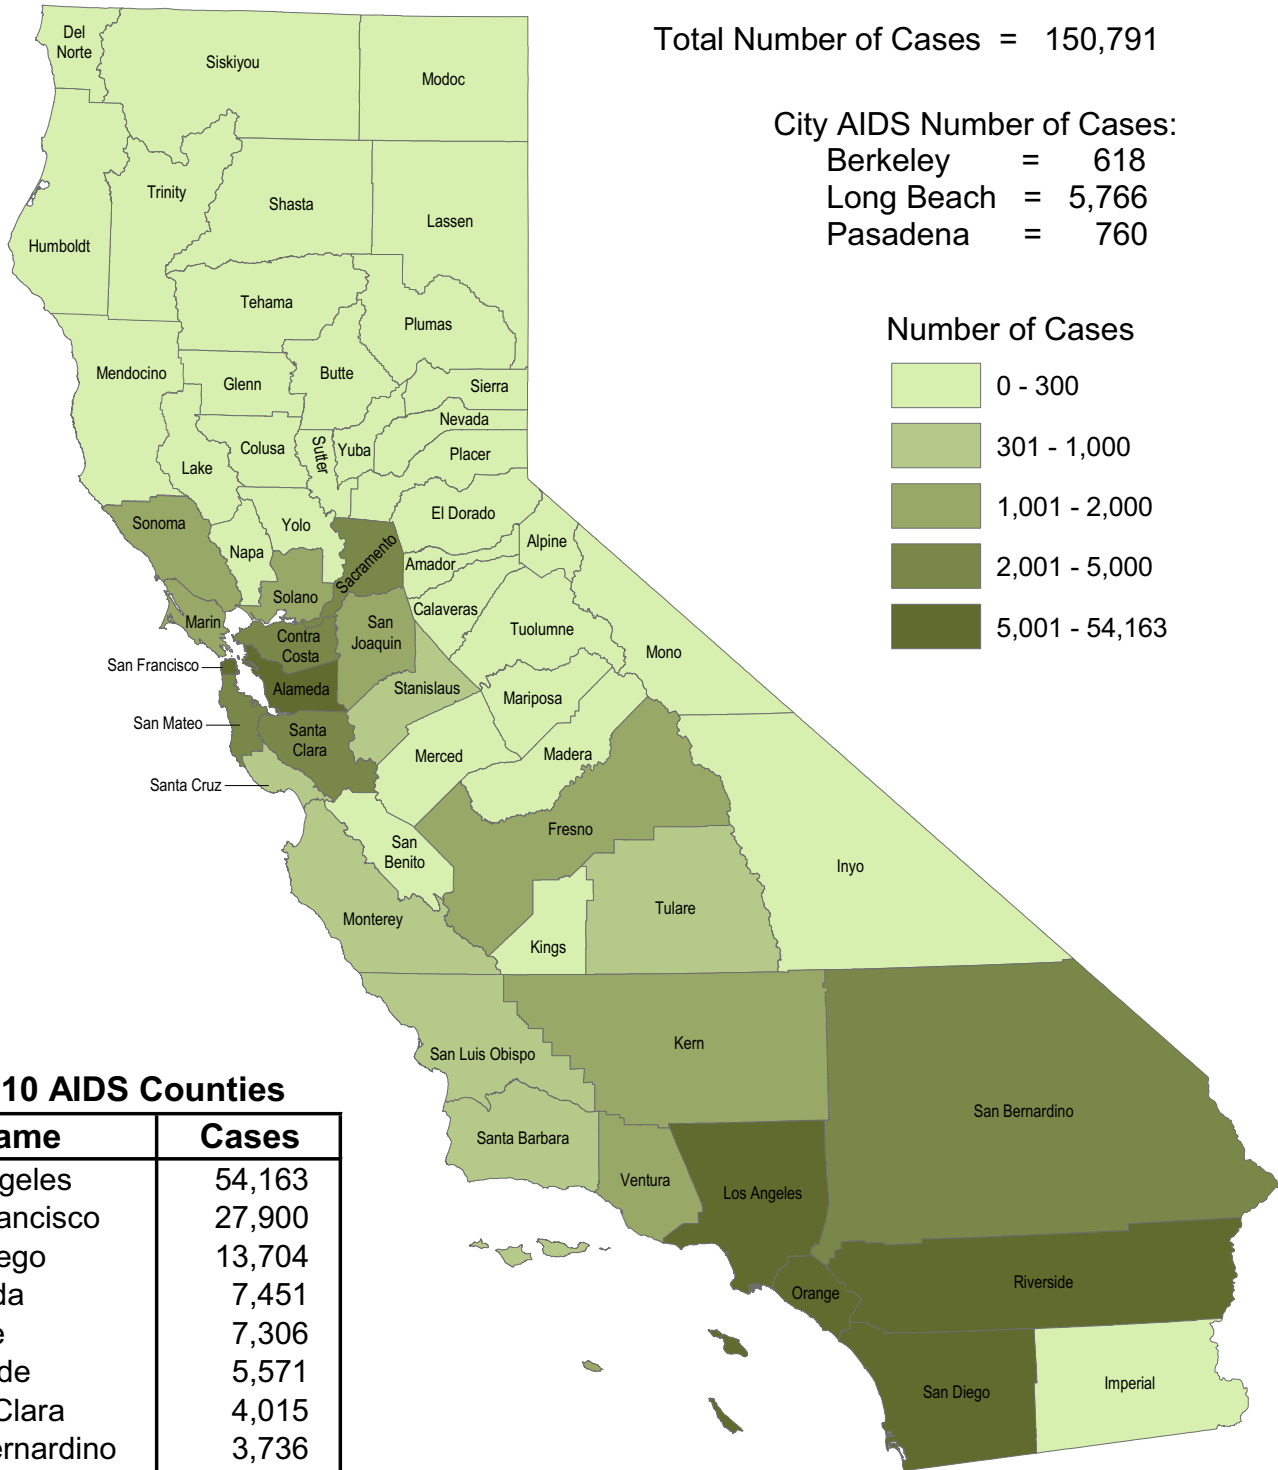 Total Number of Cases = 150,791
City AIDS Number of Cases:
Berkeley = 618
Long Beach = 5,766
Pasadena = 760
Number of Cases
0 - 300
301 - 1,000
1,001 - 2,000
2,001 - 5,000
5,001 - 54,163
Del
Norte
Siskiyou
Modoc
Trinity
Shasta
Lassen
Humboldt
Tehama
Plumas
Mendocino
Glenn
Butte
Sierra
Nevada
Colusa
Sutter
Yuba
Placer
Lake
El Dorado
Sonoma
Yolo
Napa
Sacramento
Alpine
Amador
Solano
Calaveras
Marin
San
Joaquin
Tuolumne
Contra
Costa
Mono
San Francisco
Alameda
Stanislaus
Mariposa
San Mateo
Santa
Clara
Merced
Madera
Santa Cruz
Fresno
San
Benito
Inyo
Monterey
Tulare
Kings
San Luis Obispo
Kern
San Bernardino
Santa Barbara
Ventura
Los Angeles
Orange
Riverside
San Diego
Imperial
10 AIDS Counties
ame Cases
geles 54,163
ancisco 27,900
ego 13,704
da 7,451
e 7,306
de 5,571
Clara 4,015
ernardino 3,736